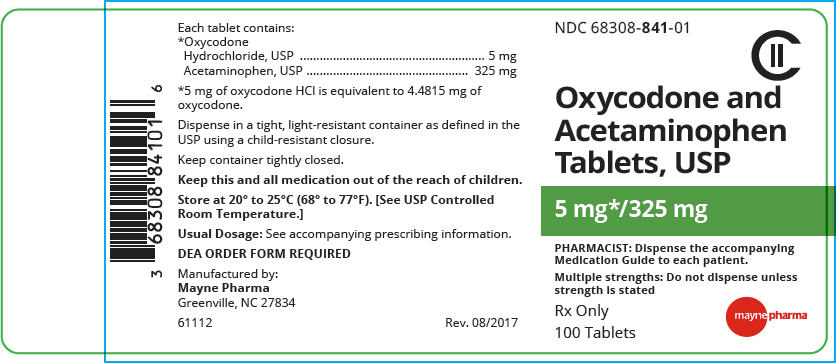 Each tablet contains:
*Oxycodone
Hydrochloride, USP ........................................................ 5 mg
Acetaminophen, USP ................................................. 325 mg
*5 mg of oxycodone HCl is equivalent to 4.4815 mg of
oxycodone.
Dispense in a tight, light-resistant container as defined in the
USP using a child-resistant closure.
Keep container tightly closed.
Keep this and all medication out of the reach of children.
Store at 20° to 25°C (68° to 77°F). [See USP Controlled
Room Temperature.]
Usual Dosage: See accompanying prescribing information.
DEA ORDER FORM REQUIRED
Manufactured by:
Mayne Pharma
Greenville, NC 27834
61112 Rev. 08/2017
3 68308 84101 6
NDC 68308-841-01
CII
Oxycodone and
Acetaminophen
Tablets, USP
5 mg*/325 mg
PHARMACIST: Dispense the accompanying
Medication Guide to each patient.
Multiple strengths: Do not dispense unless
strength is stated
Rx Only
100 Tablets
maynepharma